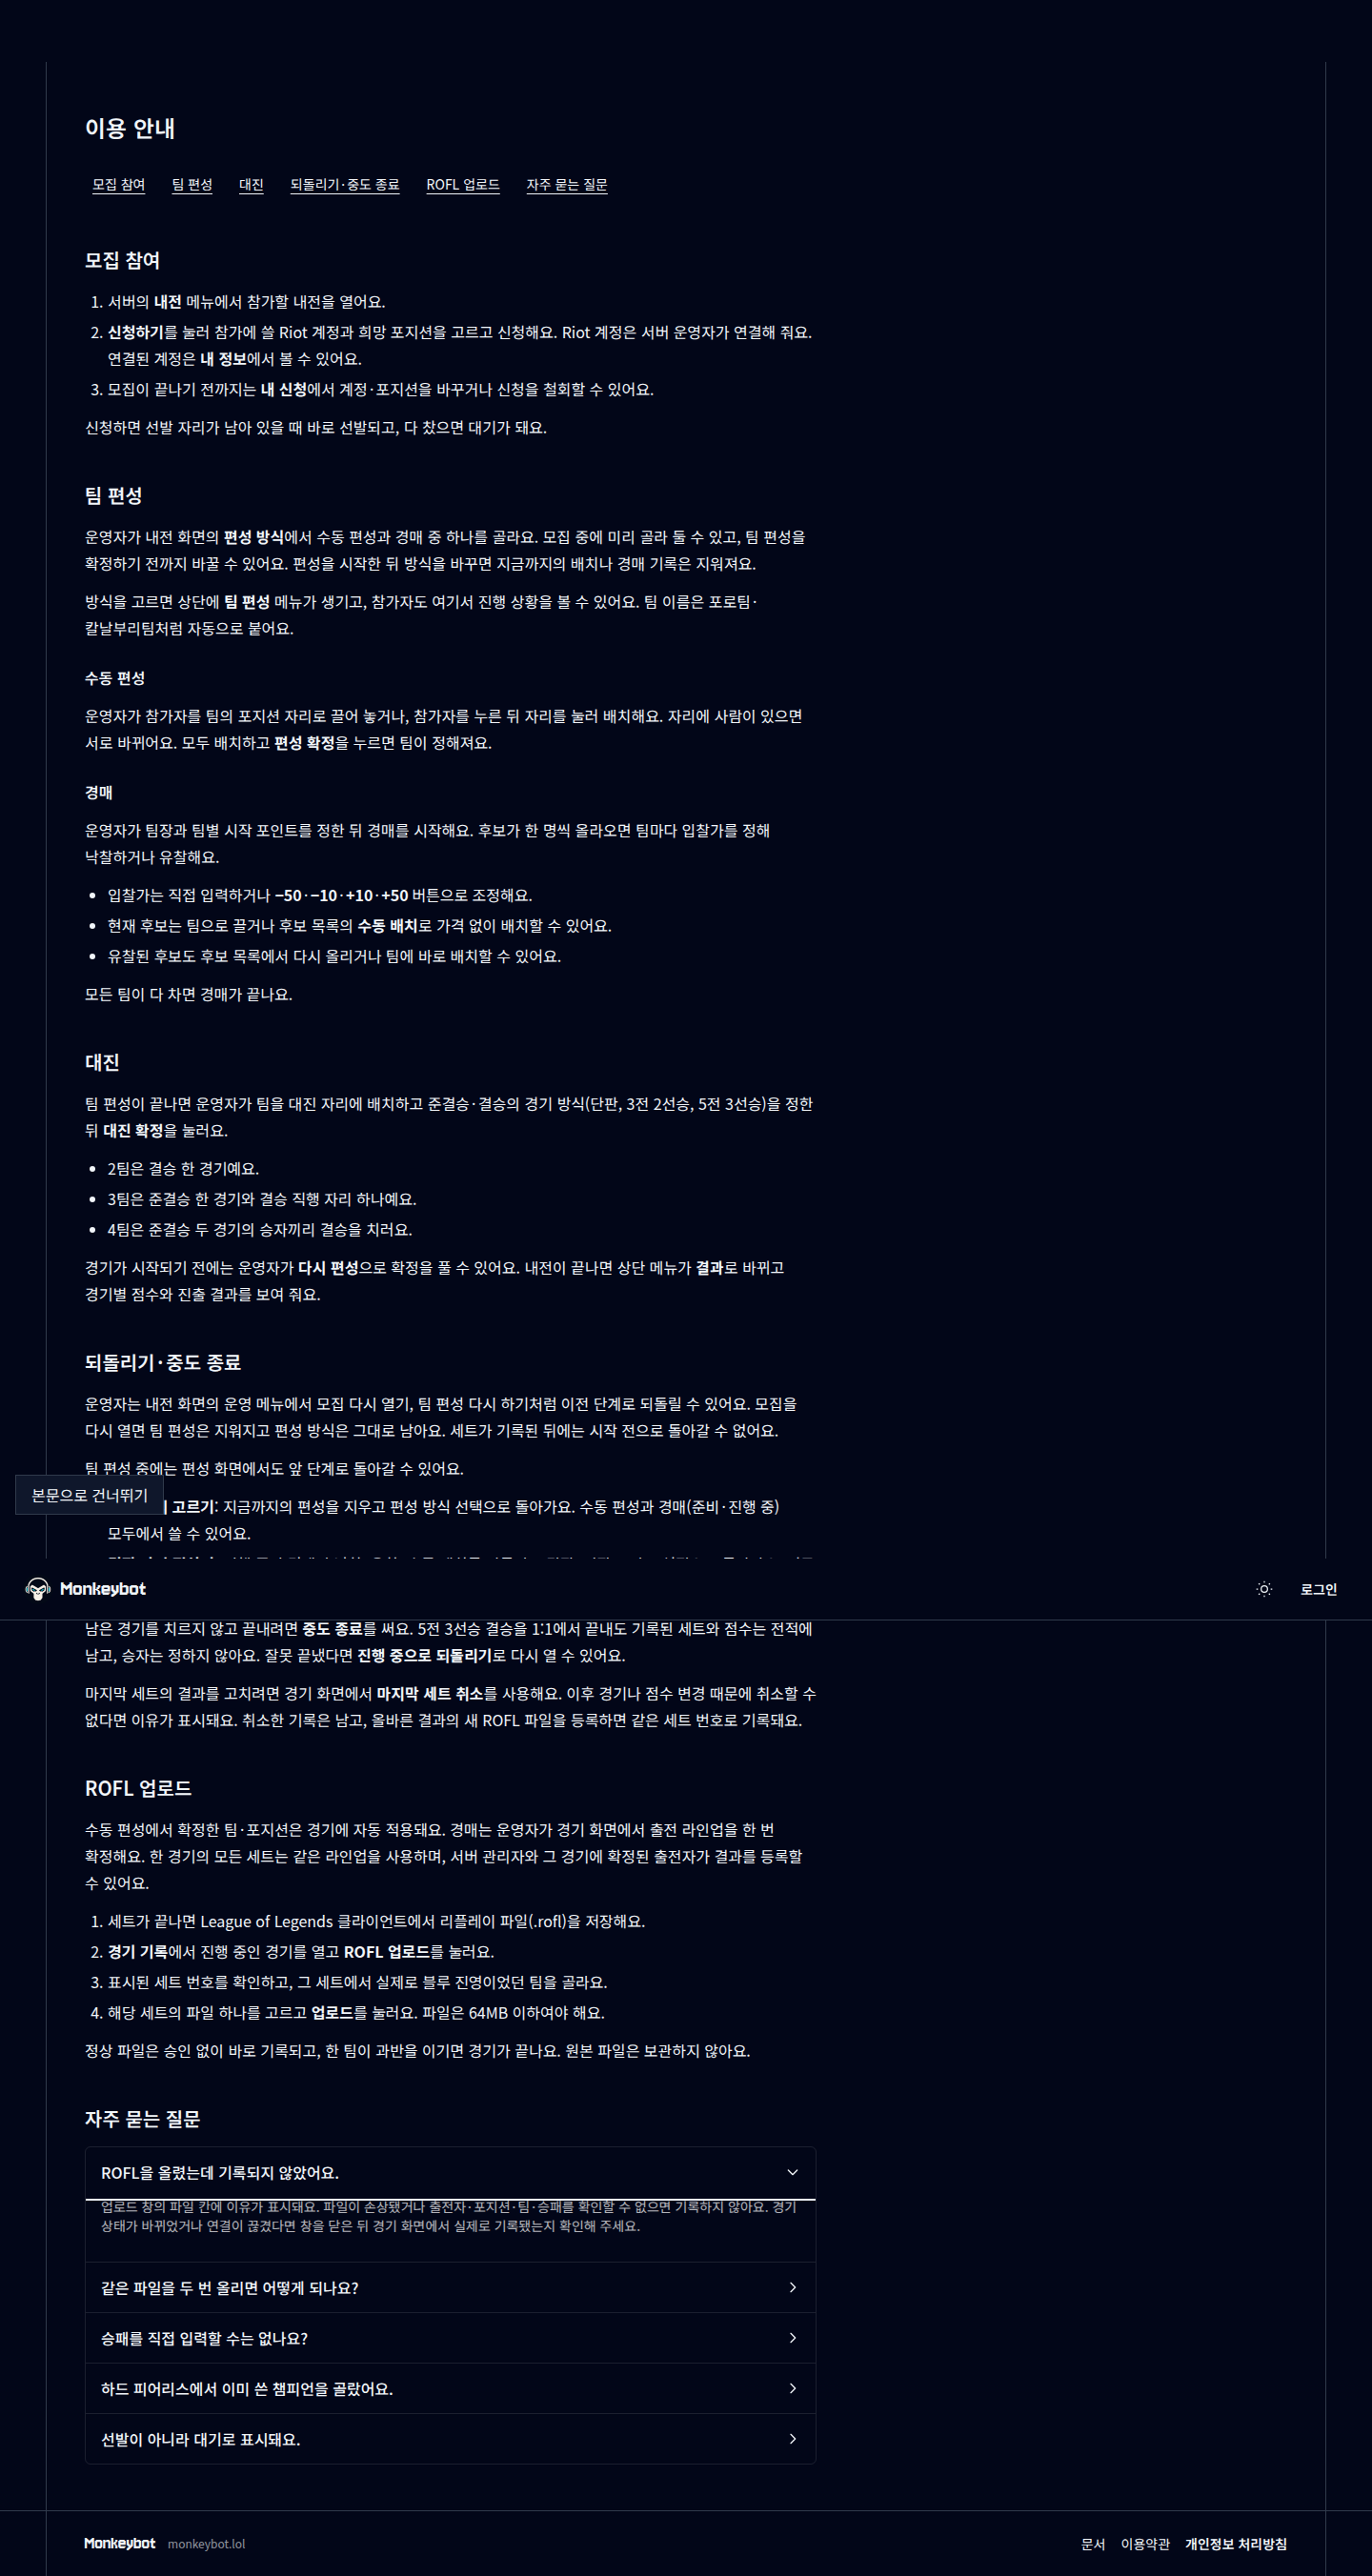 이용 안내
모집 참여 팀 편성 대진 되돌리기·중도 종료 ROFL 업로드 자주 묻는 질문
모집 참여
1. 서버의 내전 메뉴에서 참가할 내전을 열어요.
2. 신청하기를 눌러 참가에 쓸 Riot 계정과 희망 포지션을 고르고 신청해요. Riot 계정은 서버 운영자가 연결해 줘요.
연결된 계정은 내 정보에서 볼 수 있어요.
3. 모집이 끝나기 전까지는 내 신청에서 계정·포지션을 바꾸거나 신청을 철회할 수 있어요.
신청하면 선발 자리가 남아 있을 때 바로 선발되고, 다 찼으면 대기가 돼요.
팀 편성
운영자가 내전 화면의 편성 방식에서 수동 편성과 경매 중 하나를 골라요. 모집 중에 미리 골라 둘 수 있고, 팀 편성을
확정하기 전까지 바꿀 수 있어요. 편성을 시작한 뒤 방식을 바꾸면 지금까지의 배치나 경매 기록은 지워져요.
방식을 고르면 상단에 팀 편성 메뉴가 생기고, 참가자도 여기서 진행 상황을 볼 수 있어요. 팀 이름은 포로팀·
칼날부리팀처럼 자동으로 붙어요.
수동 편성
운영자가 참가자를 팀의 포지션 자리로 끌어 놓거나, 참가자를 누른 뒤 자리를 눌러 배치해요. 자리에 사람이 있으면
서로 바뀌어요. 모두 배치하고 편성 확정을 누르면 팀이 정해져요.
경매
운영자가 팀장과 팀별 시작 포인트를 정한 뒤 경매를 시작해요. 후보가 한 명씩 올라오면 팀마다 입찰가를 정해
낙찰하거나 유찰해요.
• 입찰가는 직접 입력하거나 −50·−10·+10·+50 버튼으로 조정해요.
• 현재 후보는 팀으로 끌거나 후보 목록의 수동 배치로 가격 없이 배치할 수 있어요.
• 유찰된 후보도 후보 목록에서 다시 올리거나 팀에 바로 배치할 수 있어요.
모든 팀이 다 차면 경매가 끝나요.
대진
팀 편성이 끝나면 운영자가 팀을 대진 자리에 배치하고 준결승·결승의 경기 방식(단판, 3전 2선승, 5전 3선승)을 정한
뒤 대진 확정을 눌러요.
• 2팀은 결승 한 경기예요.
• 3팀은 준결승 한 경기와 결승 직행 자리 하나예요.
• 4팀은 준결승 두 경기의 승자끼리 결승을 치러요.
경기가 시작되기 전에는 운영자가 다시 편성으로 확정을 풀 수 있어요. 내전이 끝나면 상단 메뉴가 결과로 바뀌고
경기별 점수와 진출 결과를 보여 줘요.
되돌리기·중도 종료
운영자는 내전 화면의 운영 메뉴에서 모집 다시 열기, 팀 편성 다시 하기처럼 이전 단계로 되돌릴 수 있어요. 모집을
다시 열면 팀 편성은 지워지고 편성 방식은 그대로 남아요. 세트가 기록된 뒤에는 시작 전으로 돌아갈 수 없어요.
팀 편성 중에는 편성 화면에서도 앞 단계로 돌아갈 수 있어요.
본문으로 건너뛰기
고르기: 지금까지의 편성을 지우고 편성 방식 선택으로 돌아가요. 수동 편성과 경매(준비·진행 중)
모두에서 쓸 수 있어요.
Monkeybot 로그인
남은 경기를 치르지 않고 끝내려면 중도 종료를 써요. 5전 3선승 결승을 1:1에서 끝내도 기록된 세트와 점수는 전적에
남고, 승자는 정하지 않아요. 잘못 끝냈다면 진행 중으로 되돌리기로 다시 열 수 있어요.
마지막 세트의 결과를 고치려면 경기 화면에서 마지막 세트 취소를 사용해요. 이후 경기나 점수 변경 때문에 취소할 수
없다면 이유가 표시돼요. 취소한 기록은 남고, 올바른 결과의 새 ROFL 파일을 등록하면 같은 세트 번호로 기록돼요.
ROFL 업로드
수동 편성에서 확정한 팀·포지션은 경기에 자동 적용돼요. 경매는 운영자가 경기 화면에서 출전 라인업을 한 번
확정해요. 한 경기의 모든 세트는 같은 라인업을 사용하며, 서버 관리자와 그 경기에 확정된 출전자가 결과를 등록할
수 있어요.
1. 세트가 끝나면 League of Legends 클라이언트에서 리플레이 파일(.rofl)을 저장해요.
2. 경기 기록에서 진행 중인 경기를 열고 ROFL 업로드를 눌러요.
3. 표시된 세트 번호를 확인하고, 그 세트에서 실제로 블루 진영이었던 팀을 골라요.
4. 해당 세트의 파일 하나를 고르고 업로드를 눌러요. 파일은 64MB 이하여야 해요.
정상 파일은 승인 없이 바로 기록되고, 한 팀이 과반을 이기면 경기가 끝나요. 원본 파일은 보관하지 않아요.
자주 묻는 질문
ROFL을 올렸는데 기록되지 않았어요.
업로드 창의 파일 칸에 이유가 표시돼요. 파일이 손상됐거나 출전자·포지션·팀·승패를 확인할 수 없으면 기록하지 않아요. 경기
상태가 바뀌었거나 연결이 끊겼다면 창을 닫은 뒤 경기 화면에서 실제로 기록됐는지 확인해 주세요.
같은 파일을 두 번 올리면 어떻게 되나요?
승패를 직접 입력할 수는 없나요?
하드 피어리스에서 이미 쓴 챔피언을 골랐어요.
선발이 아니라 대기로 표시돼요.
Monkeybot monkeybot.lol 문서 이용약관 개인정보 처리방침